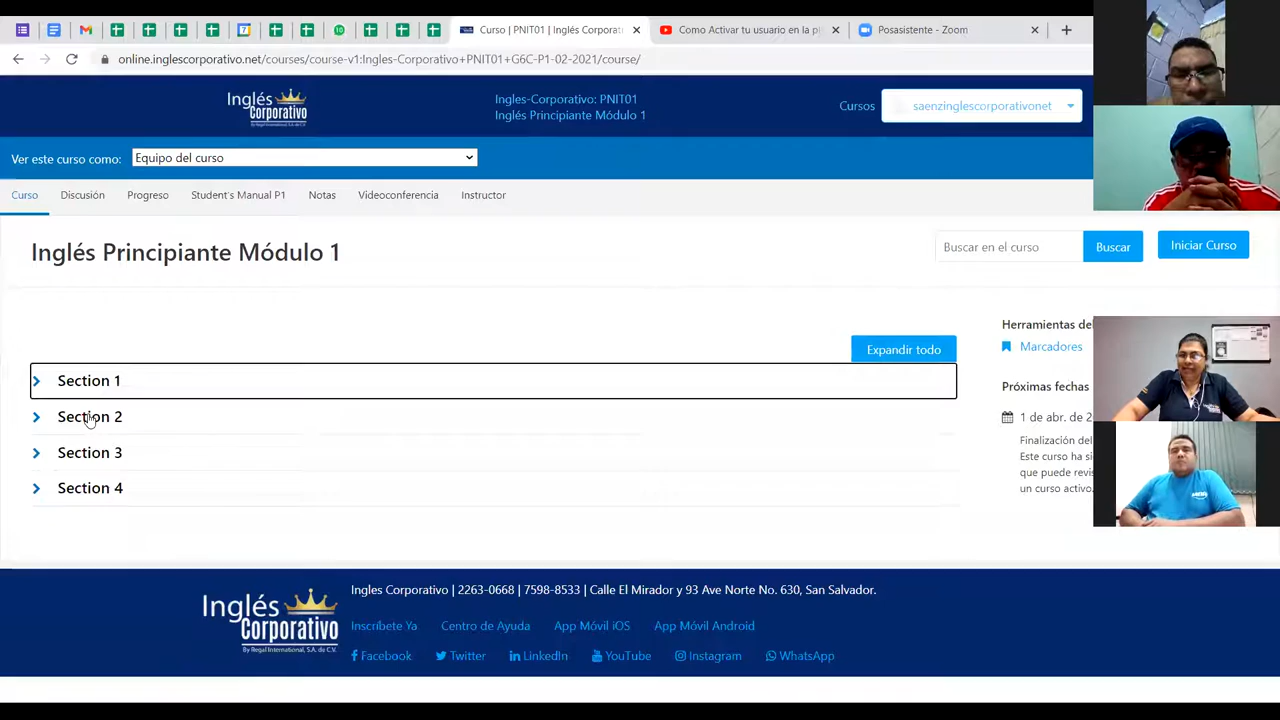 Curso | PNIT01 | Inglés Corporat
Como Activar tu usuario en la p
Posasistente - Zoom
online.inglescorporativo.net/courses/course-v1:Ingles-Corporativo+PNIT01+G6C-P1-02-2021/course/
Inglés
Corporativo
By Regal International, S.A. de C.V.
Ingles-Corporativo: PNIT01
Inglés Principiante Módulo 1
Cursos
saenzinglescorporativonet
Ver este curso como:
Equipo del curso
Curso
Discusión
Progreso
Student´s Manual P1
Notas
Videoconferencia
Instructor
Inglés Principiante Módulo 1
Buscar en el curso
Buscar
Iniciar Curso
Expandir todo
Section 1
Section 2
Section 3
Section 4
Herramientas del
Marcadores
Próximas fechas
1 de abr. de 2
Finalización del
Este curso ha si
que puede revis
un curso activo.
Inglés
Corporativo
By Regal International, S.A. de C.V.
Ingles Corporativo | 2263-0668 | 7598-8533 | Calle El Mirador y 93 Ave Norte No. 630, San Salvador.
Inscríbete Ya
Centro de Ayuda
App Móvil iOS
App Móvil Android
Facebook
Twitter
LinkedIn
YouTube
Instagram
WhatsApp